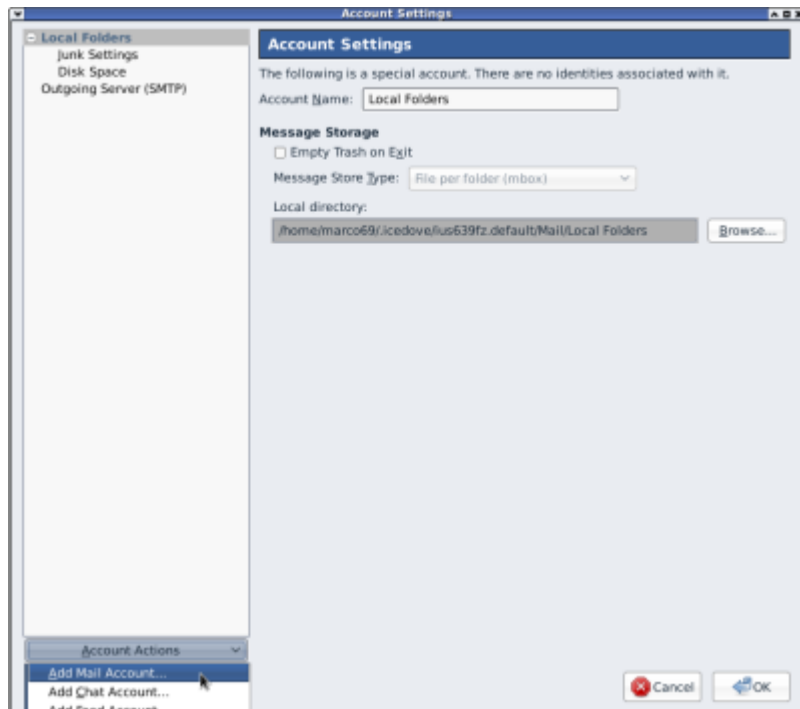 Account Settings
Local Folders
Junk Settings
Disk Space
Outgoing Server (SMTP)
Account Settings
The following is a special account. There are no identities associated with it.
Account Name: Local Folders
Message Storage
Empty Trash on Exit
Message Store Type: File per folder (mbox)
Local directory:
/home/marco69/.icedove/ius639fz.default/Mail/Local Folders
Browse...
Account Actions
Add Mail Account...
Add Chat Account...
Cancel
OK